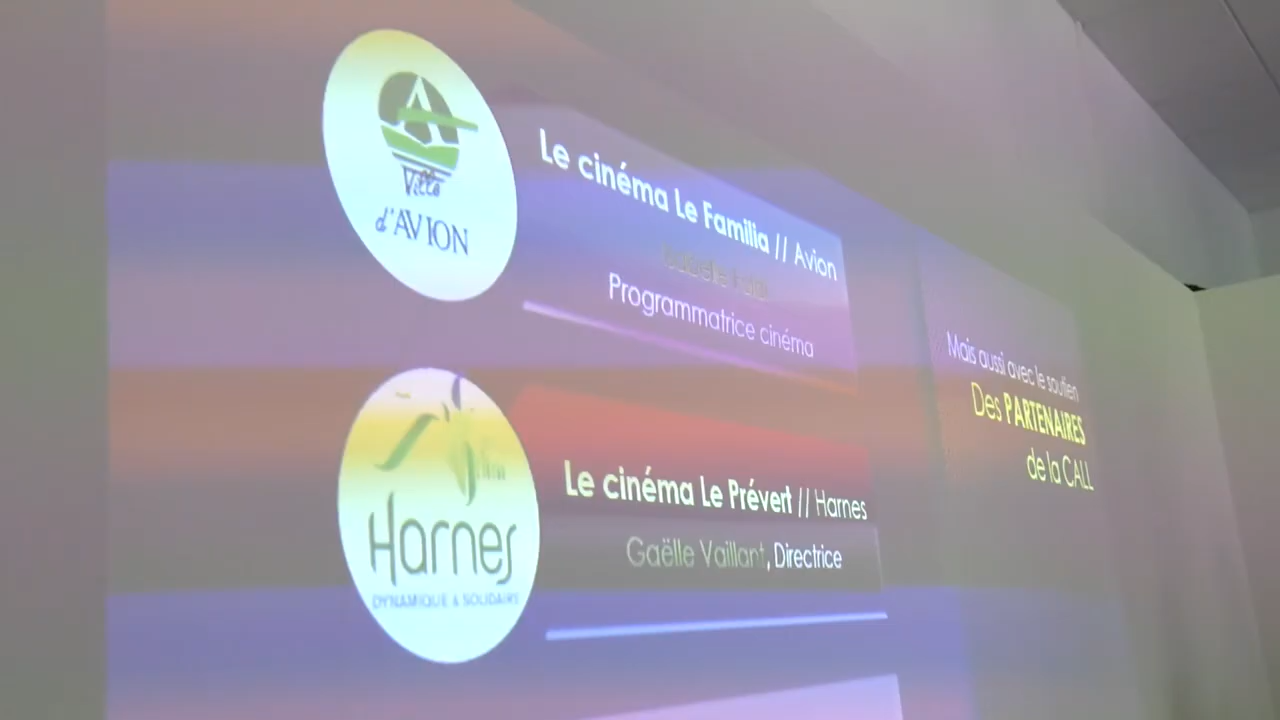 Ville
d'AVION
Le cinéma Le Familia // Avion
Programmatrice cinéma
Harnes
DYNAMIQUE & SOLIDAIRE
Le cinéma Le Prévert // Harnes
Gaëlle Vaillant, Directrice
Mais aussi avec le soutien
Des PARTENAIRES
de la CALL